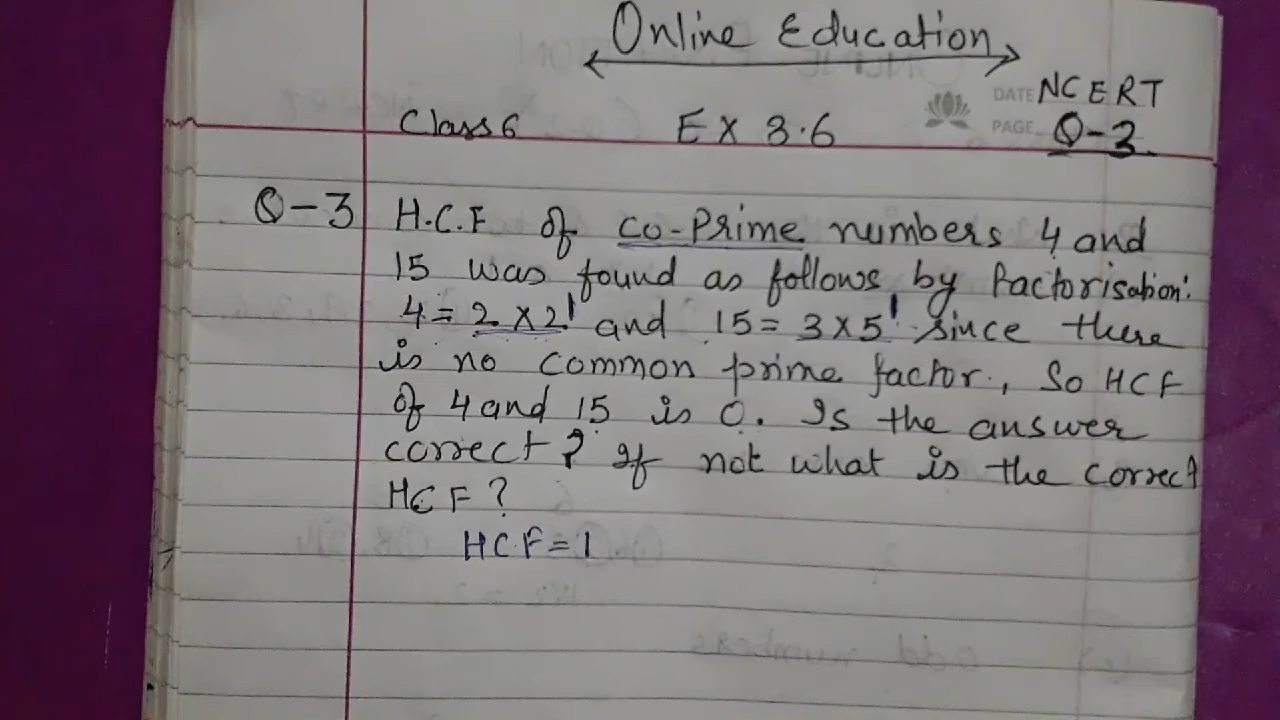 Online Education
DATE NCERT
Class 6 EX 3.6 PAGE Q-3
Q-3 H.C.F of co-Prime numbers 4 and
15 was found as follows by factorisation:
4 = 2 × 2 and 15 = 3 × 5 since there
is no common prime factor, So HCF
of 4 and 15 is 0. Is the answer
correct? If not what is the correct
HCF?
HCF = 1
odd numbers